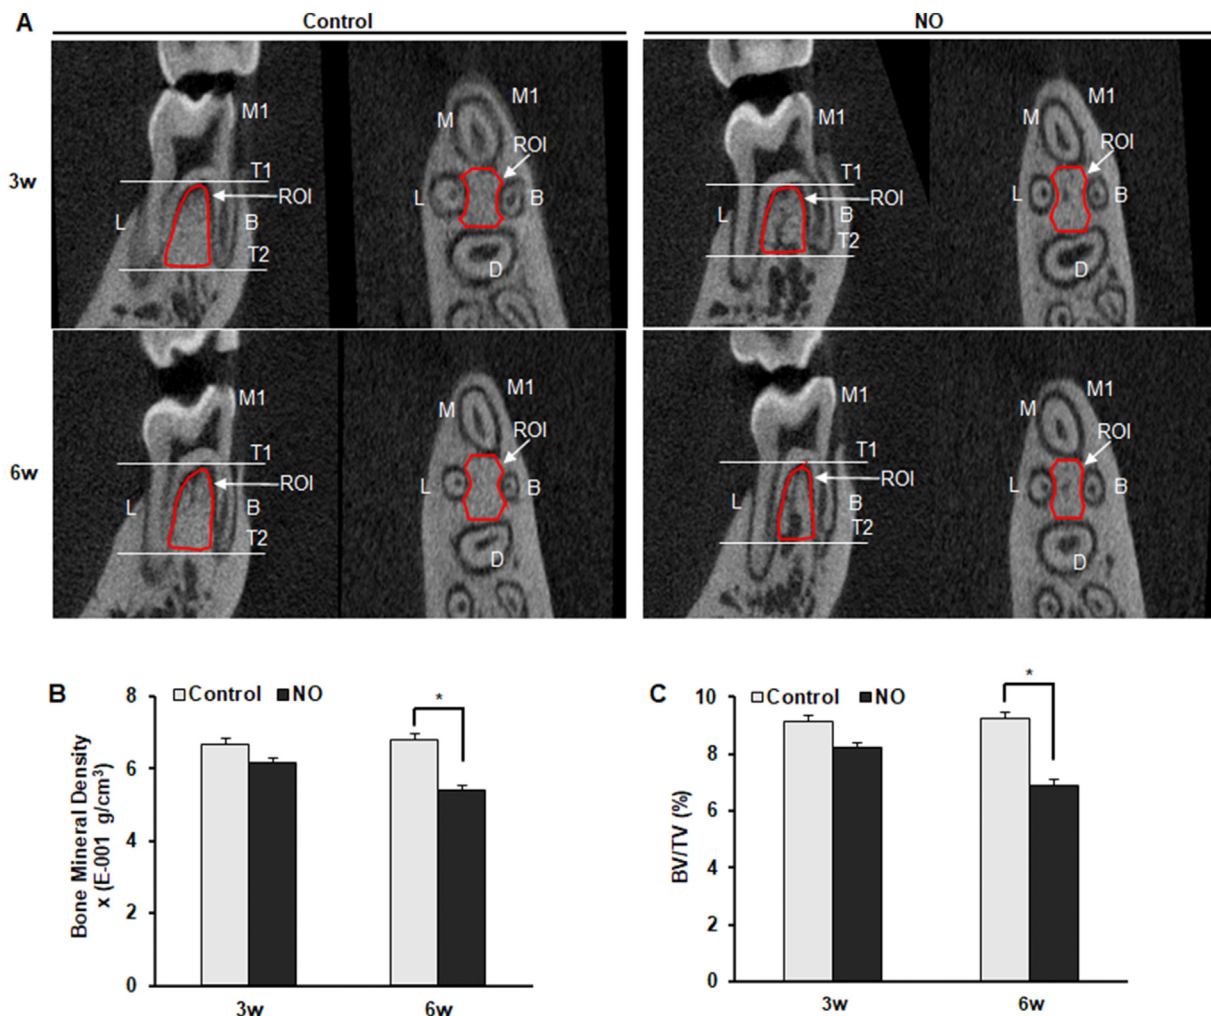 A
Control
NO
3w
M1
T1
ROI
L
B
T2
M
M1
ROI
L
B
D
M1
T1
ROI
L
B
T2
M
M1
ROI
L
B
D
6w
M1
T1
ROI
L
B
T2
M
M1
ROI
L
B
D
M1
T1
ROI
L
B
T2
M
M1
ROI
L
B
D
B
Bone Mineral Density
x (E-001 g/cm³)
8
6
4
2
0
Control
NO
*
3w
6w
C
BV/TV (%)
10
8
6
4
2
0
Control
NO
*
3w
6w